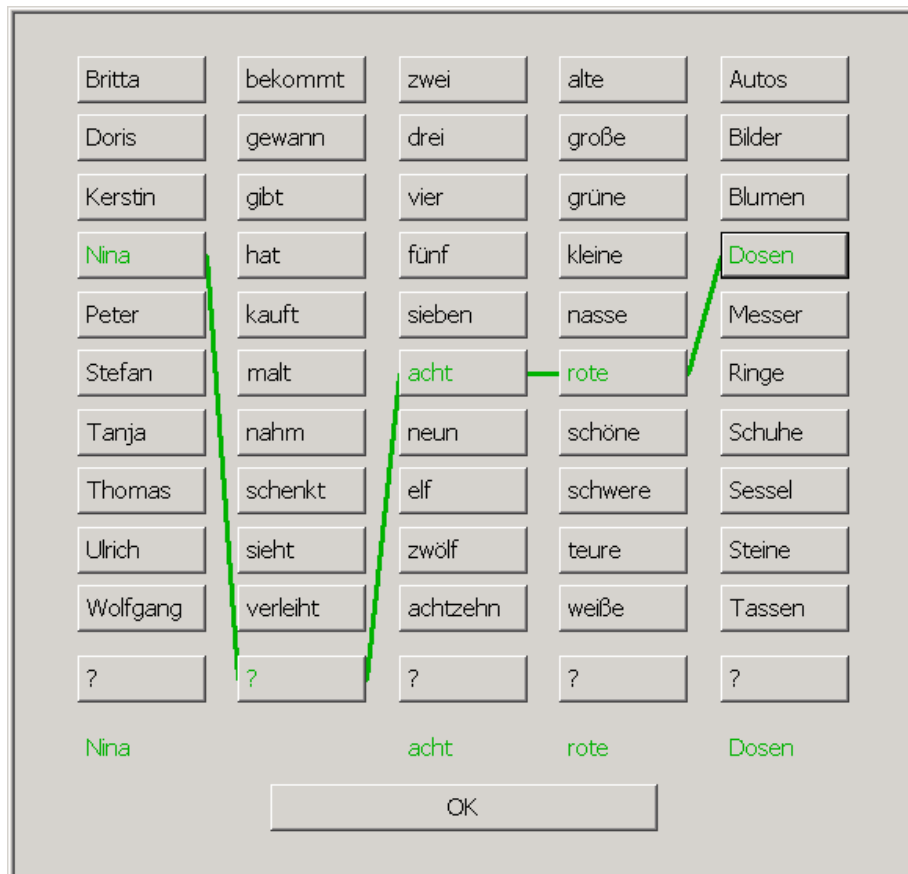 Britta bekommt zwei alte Autos
Doris gewann drei große Bilder
Kerstin gibt vier grüne Blumen
Nina hat fünf kleine Dosen
Peter kauft sieben nasse Messer
Stefan malt acht rote Ringe
Tanja nahm neun schöne Schuhe
Thomas schenkt elf schwere Sessel
Ulrich sieht zwölf teure Steine
Wolfgang verleiht achtzehn weiße Tassen
? ? ? ? ?
Nina acht rote Dosen
OK